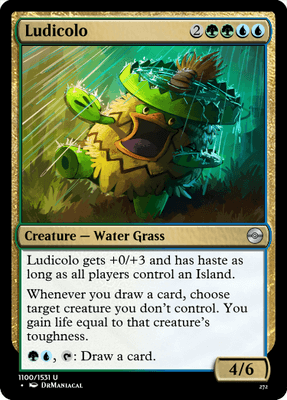 Ludicolo 2
Creature — Water Grass
Ludicolo gets +0/+3 and has haste as
long as all players control an Island.
Whenever you draw a card, choose
target creature you don't control. You
gain life equal to that creature's
toughness.
, : Draw a card.
4/6
1100/1531 U
DrManiacal